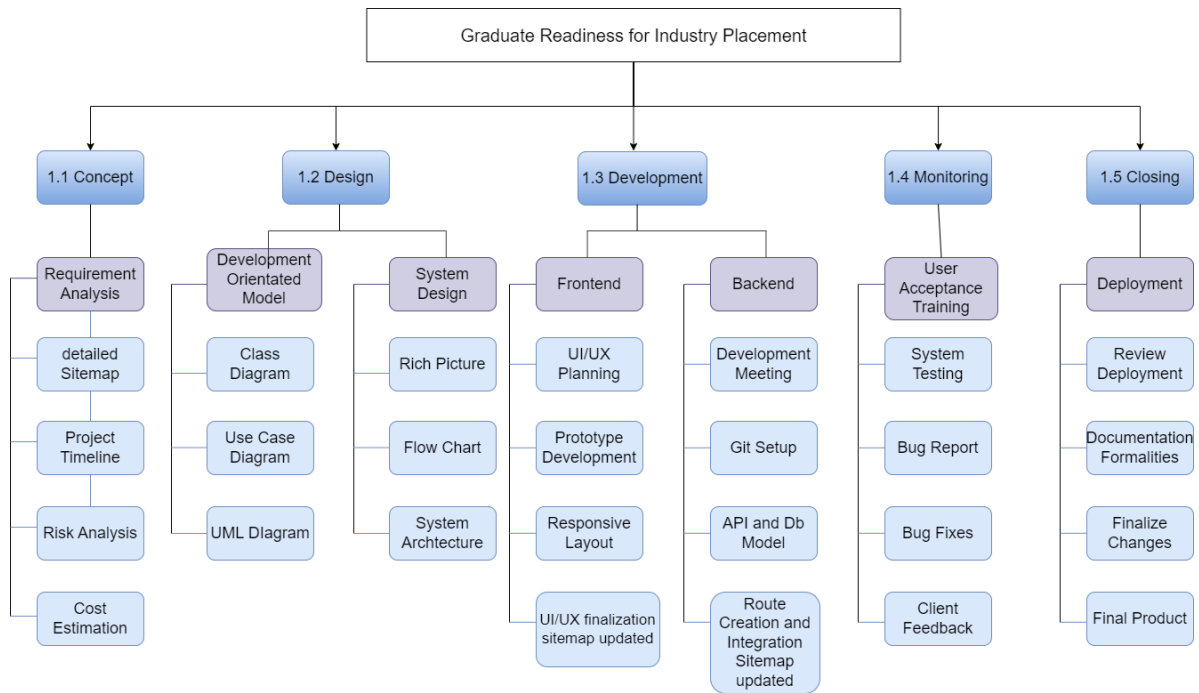 Graduate Readiness for Industry Placement
1.1 Concept
1.2 Design
1.3 Development
1.4 Monitoring
1.5 Closing
Requirement
Analysis
Development
Orientated
Model
System
Design
Frontend
Backend
User
Acceptance
Training
Deployment
detailed
Sitemap
Class
Diagram
Rich Picture
UI/UX
Planning
Development
Meeting
System
Testing
Review
Deployment
Project
Timeline
Use Case
Diagram
Flow Chart
Prototype
Development
Git Setup
Bug Report
Documentation
Formalities
Risk Analysis
UML DIagram
System
Archtecture
Responsive
Layout
API and Db
Model
Bug Fixes
Finalize
Changes
Cost
Estimation
UI/UX finalization
sitemap updated
Route
Creation and
Integration
Sitemap
updated
Client
Feedback
Final Product